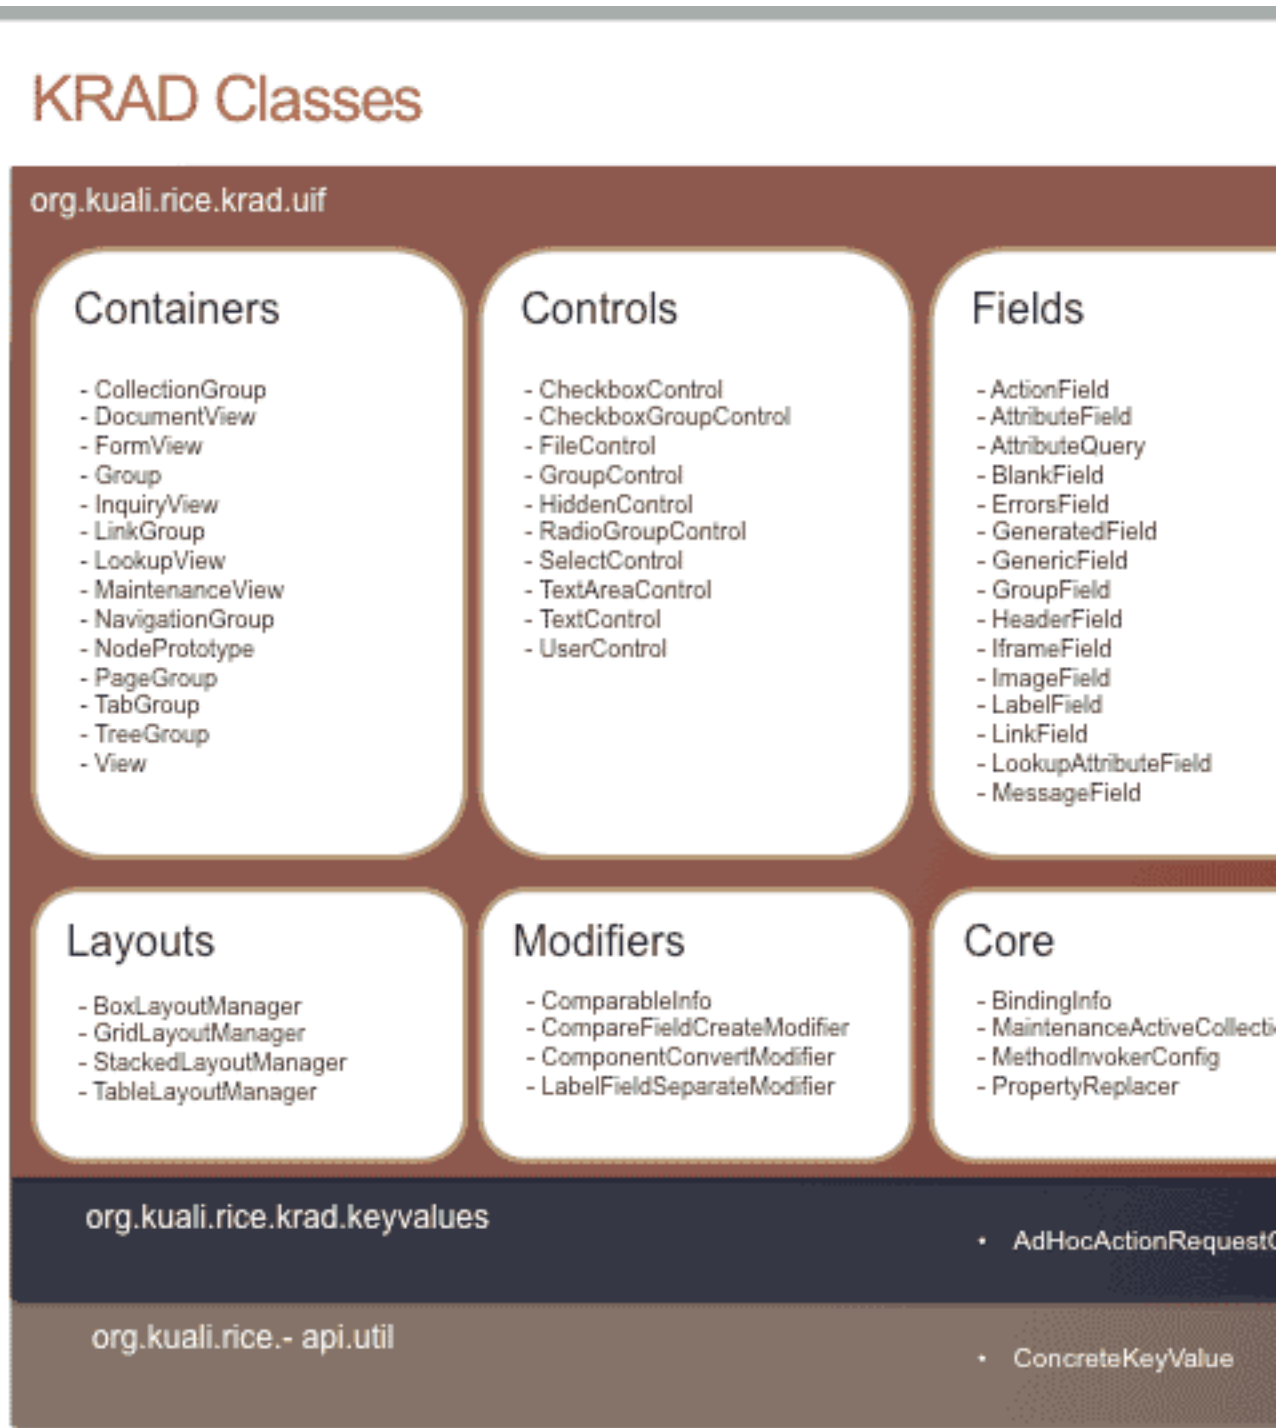 KRAD Classes
org.kuali.rice.krad.uif
Containers
- CollectionGroup
- DocumentView
- FormView
- Group
- InquiryView
- LinkGroup
- LookupView
- MaintenanceView
- NavigationGroup
- NodePrototype
- PageGroup
- TabGroup
- TreeGroup
- View
Controls
- CheckboxControl
- CheckboxGroupControl
- FileControl
- GroupControl
- HiddenControl
- RadioGroupControl
- SelectControl
- TextAreaControl
- TextControl
- UserControl
Fields
- ActionField
- AttributeField
- AttributeQuery
- BlankField
- ErrorsField
- GeneratedField
- GenericField
- GroupField
- HeaderField
- IframeField
- ImageField
- LabelField
- LinkField
- LookupAttributeField
- MessageField
Layouts
- BoxLayoutManager
- GridLayoutManager
- StackedLayoutManager
- TableLayoutManager
Modifiers
- ComparableInfo
- CompareFieldCreateModifier
- ComponentConvertModifier
- LabelFieldSeparateModifier
Core
- BindingInfo
- MaintenanceActiveCollecti
- MethodInvokerConfig
- PropertyReplacer
org.kuali.rice.krad.keyvalues
• AdHocActionRequest
org.kuali.rice.- api.util
• ConcreteKeyValue